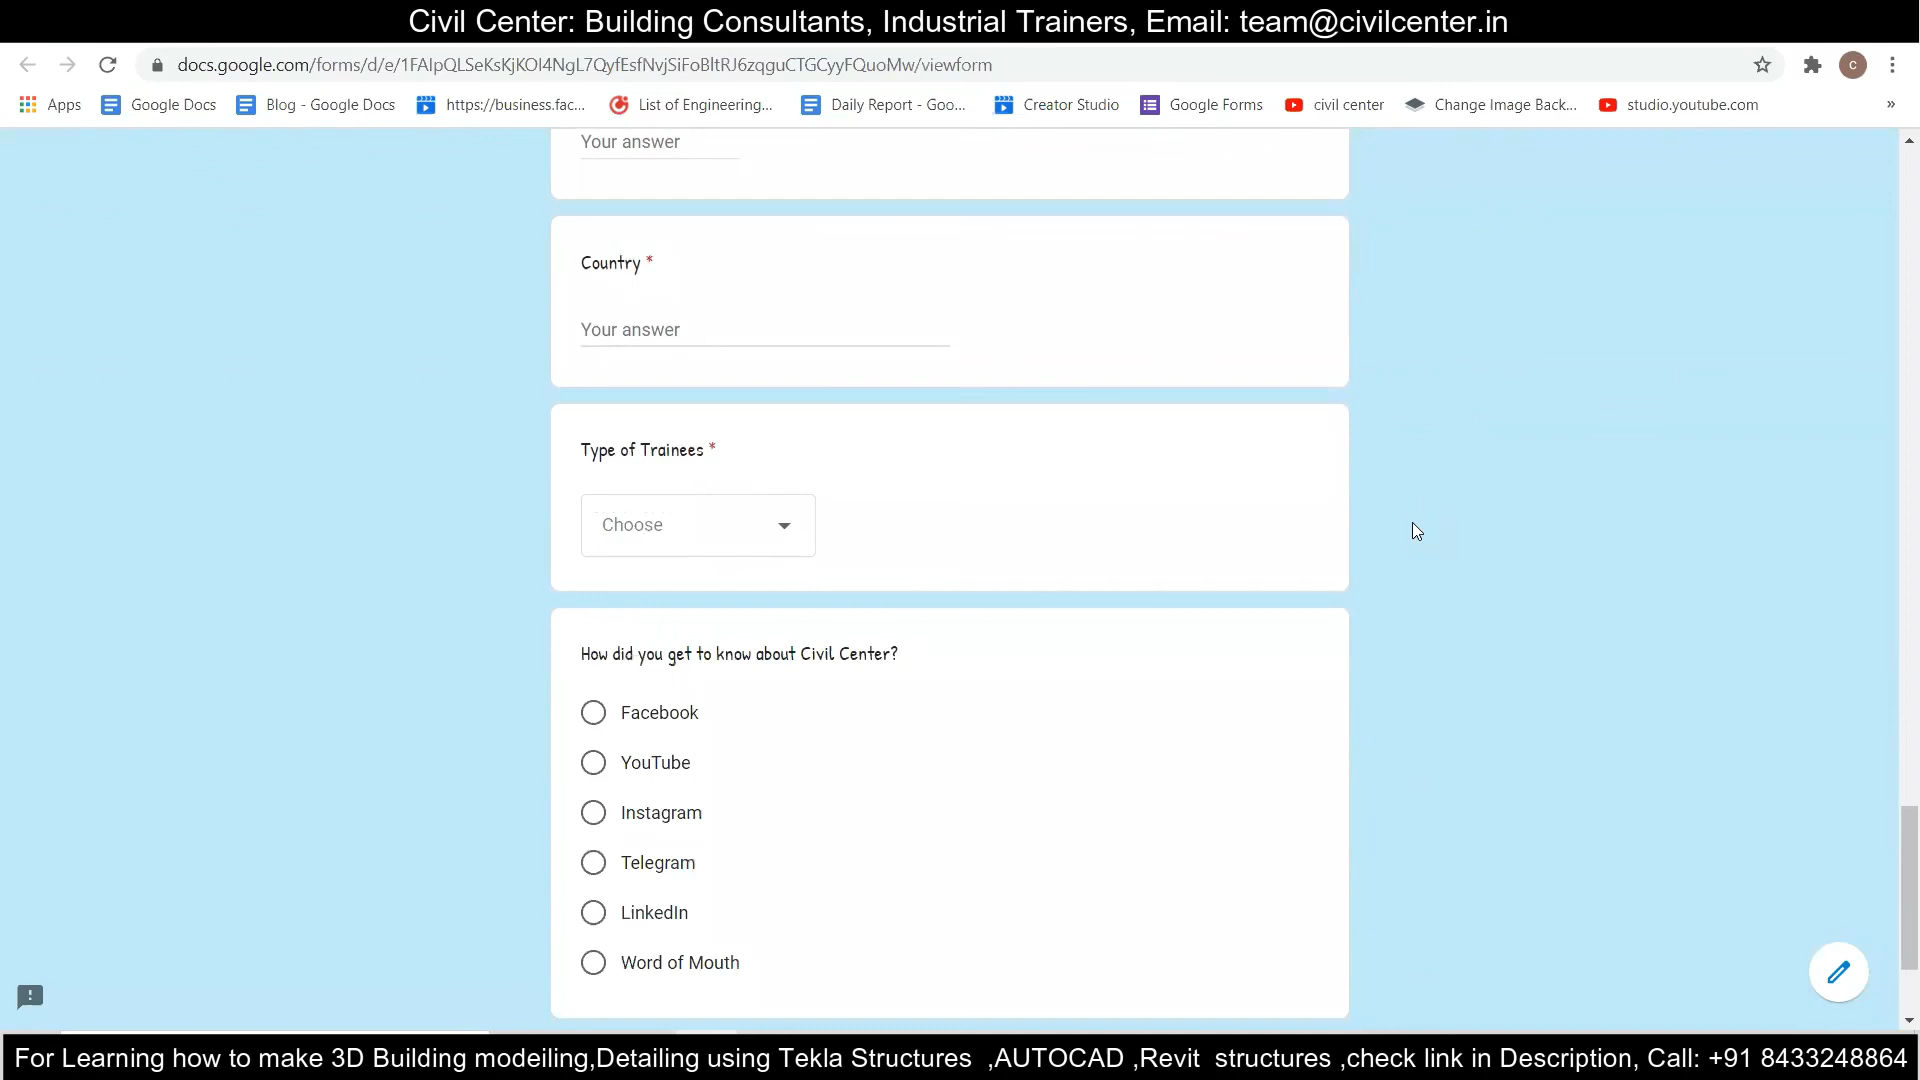 Civil Center: Building Consultants, Industrial Trainers, Email: team@civilcenter.in
docs.google.com/forms/d/e/1FAIpQLSeKsKjKOI4NgL7QyfEsfNvjSiFoBltRJ6zqguCTGCyyFQuoMw/viewform
C
Apps Google Docs Blog - Google Docs https://business.fac... List of Engineering... Daily Report - Goo... Creator Studio Google Forms civil center Change Image Back... studio.youtube.com »
Your answer
Country *
Your answer
Type of Trainees *
Choose
How did you get to know about Civil Center?
Facebook
YouTube
Instagram
Telegram
LinkedIn
Word of Mouth
For Learning how to make 3D Building modeiling,Detailing using Tekla Structures ,AUTOCAD ,Revit structures ,check link in Description, Call: +91 8433248864